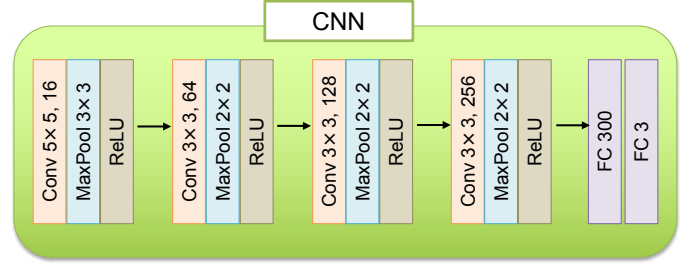 CNN
Conv 5×5, 16
MaxPool 3×3
ReLU
Conv 3×3, 64
MaxPool 2×2
ReLU
Conv 3×3, 128
MaxPool 2×2
ReLU
Conv 3×3, 256
MaxPool 2×2
ReLU
FC 300
FC 3